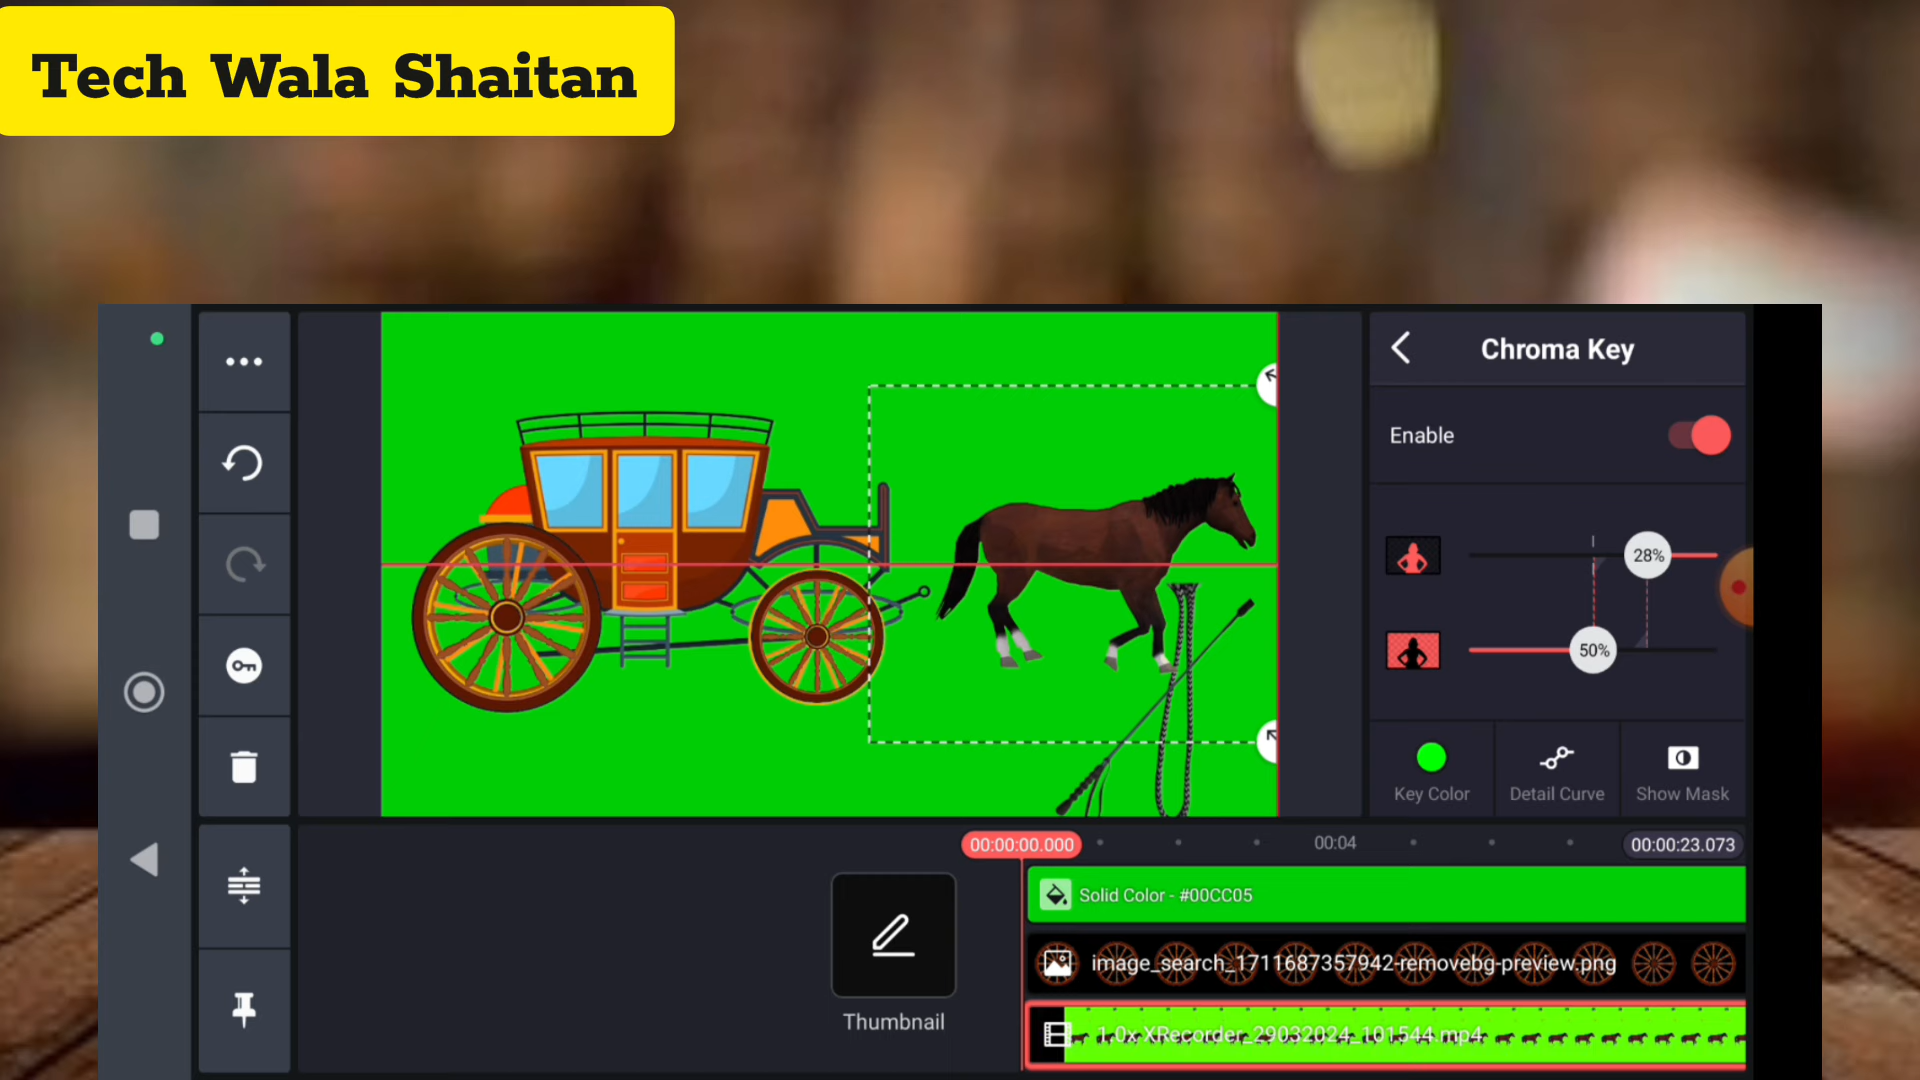 Tech Wala Shaitan
Chroma Key
Enable
28%
50%
Key Color
Detail Curve
Show Mask
00:00:00.000
00:04
00:00:23.073
Solid Color - #00CC05
image_search_1711687357942-removebg-preview.png
Thumbnail
1.0x XRecorder_29032024_101544.mp4